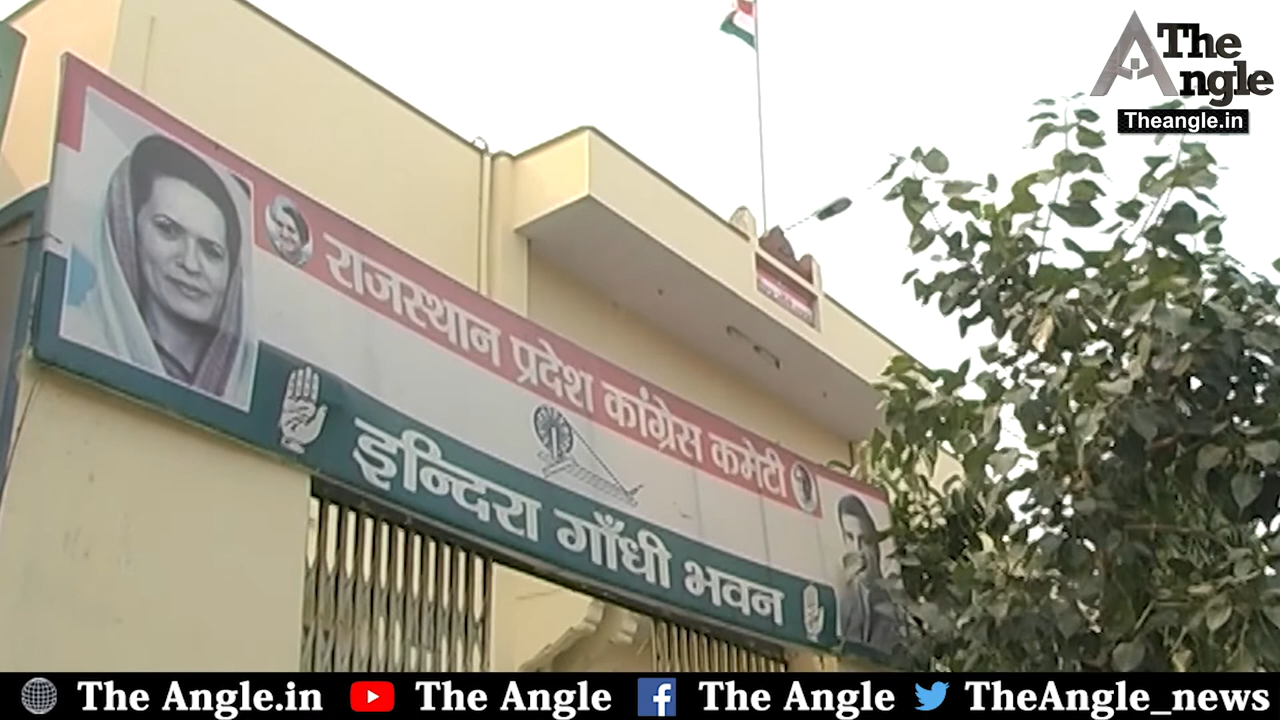 The
Angle
Theangle.in
राजस्थान प्रदेश कांग्रेस कमेटी
इन्दिरा गाँधी भवन
The Angle.in The Angle The Angle TheAngle_news